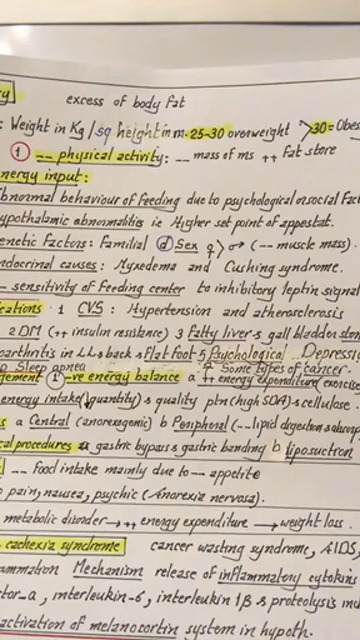 excess of body fat
Weight in Kg/sq height in m. 25-30 overweight >30= Obes
1 -- physical activity: -- mass of ms ++ Fat store
nergy input:
bnormal behaviour of feeding due to psychological or social fac
ypothalamic abnormalities ie Higher set point of appestat.
enetic factors: Familial d Sex ♀>♂ (-- muscle mass).
ndocrinal causes: Myxedema and Cushing syndrome.
- sensitivity of feeding center to inhibitory leptin signal
cations 1 CVS: Hypertension and atherosclerosis
2 DM (++ insulin resistance) 3 Fatty liver & gall bladder ston
oarthritis in LLs back & Flat foot 5 Psychological Depressi
Sleep apnea Some types of cancer.
gement 1 -ve energy balance a ++ energy expenditure) exerci
energy intake (↓quantity) & quality ptn (high SDA) & cellulose
s a Central (anorexogenic) b Peripheral (-- lipid digestion & absorp
cal procedures a gastric bypass & gastric banding b liposuction
-- Food intake mainly due to -- appetite
pain, nausea, psychic (Anorexia nervosa).
metabolic disorder → ++ energy expenditure → weight loss.
cachexia syndrome cancer wasting syndrome, AIDS,
ammation Mechanism release of inflammatory cytokins
ctor_a, interleukin-6, interleukin 1β & proteolysis mu
activation of melanocortin system in hypoth.